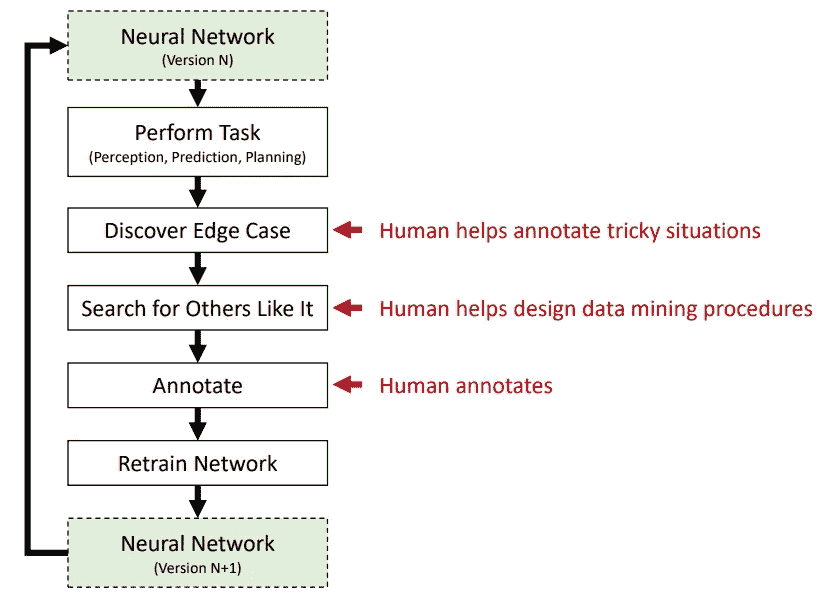 Neural Network
(Version N)
Perform Task
(Perception, Prediction, Planning)
Discover Edge Case
Human helps annotate tricky situations
Search for Others Like It
Human helps design data mining procedures
Annotate
Human annotates
Retrain Network
Neural Network
(Version N+1)